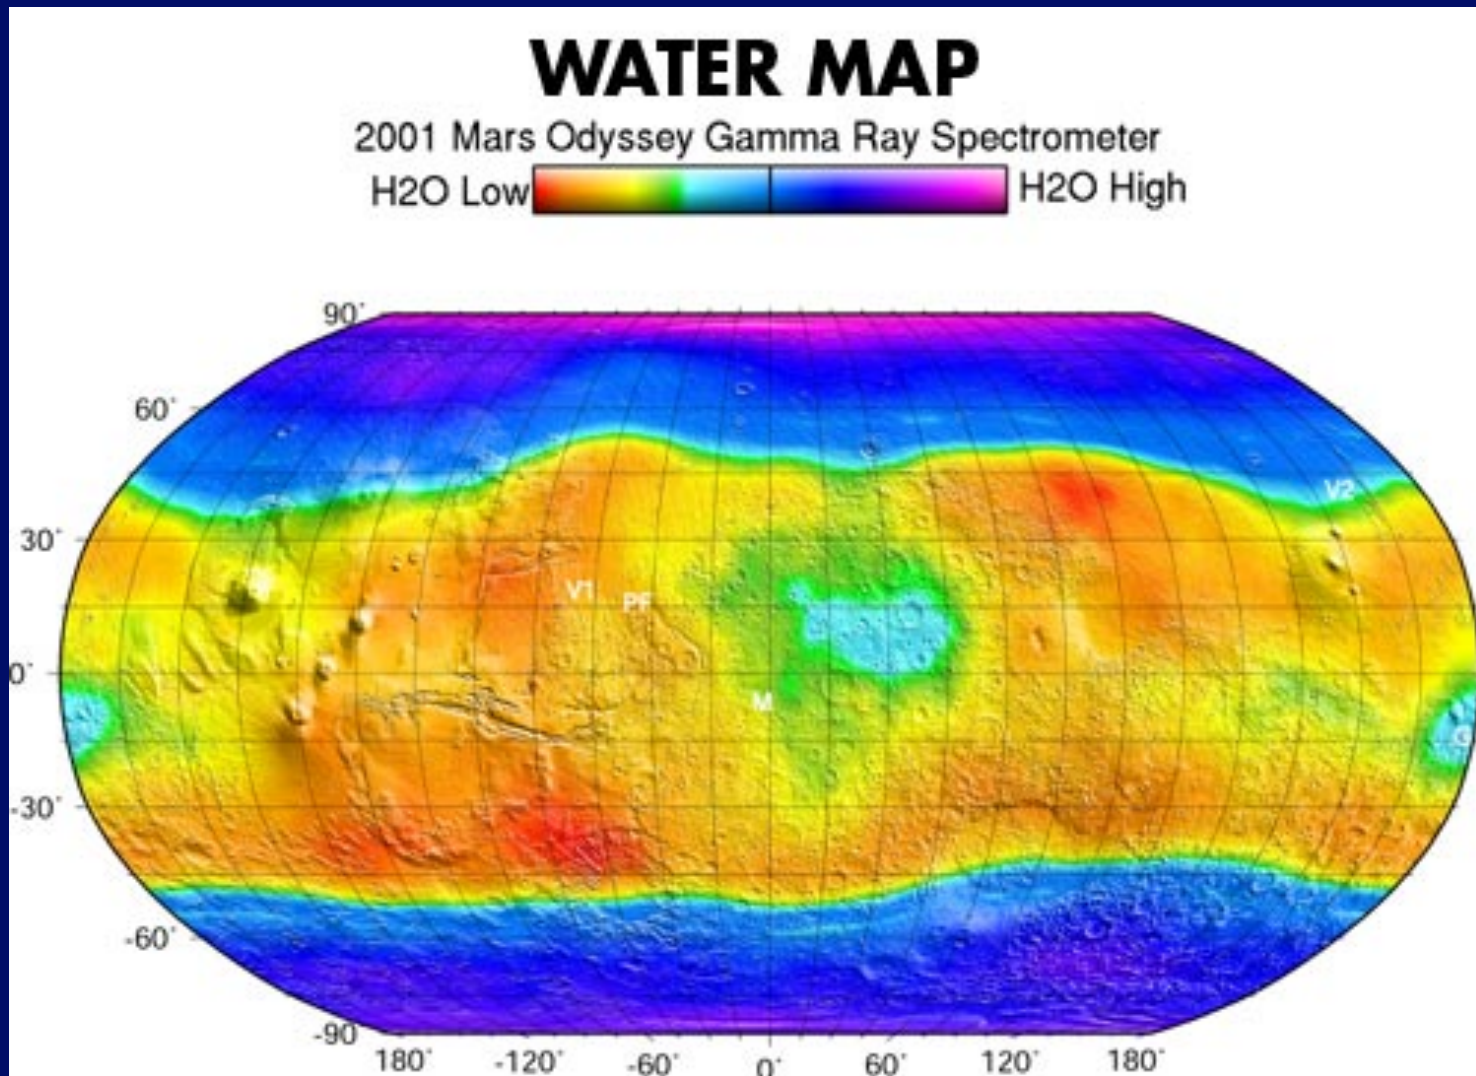 WATER MAP
2001 Mars Odyssey Gamma Ray Spectrometer
H2O Low H2O High
90°
60°
V2
30°
V1 PF
0°
M
G
-30°
-60°
-90
180° -120° -60° 0° 60° 120° 180°